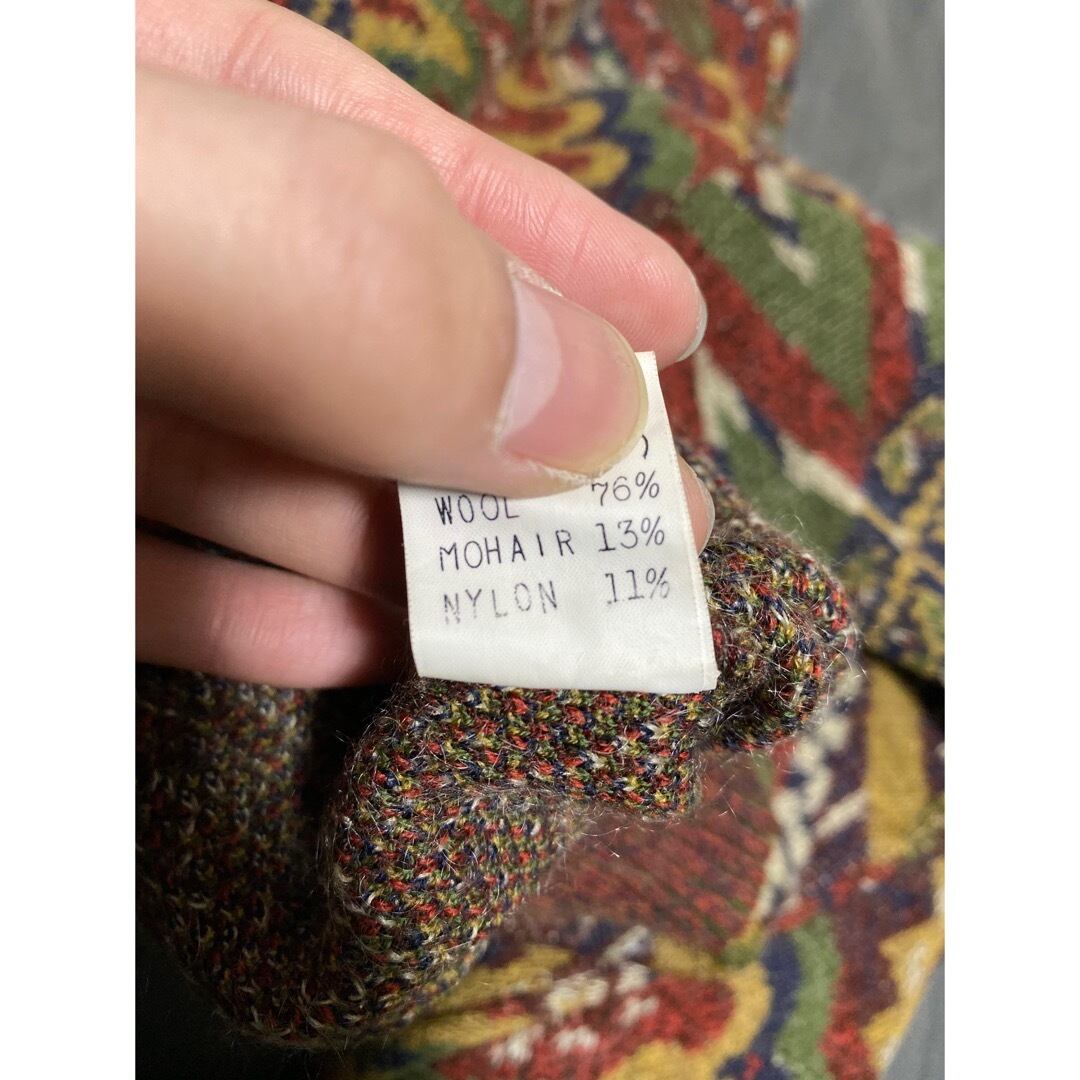 )
WOOL 76%
MOHAIR 13%
NYLON 11%